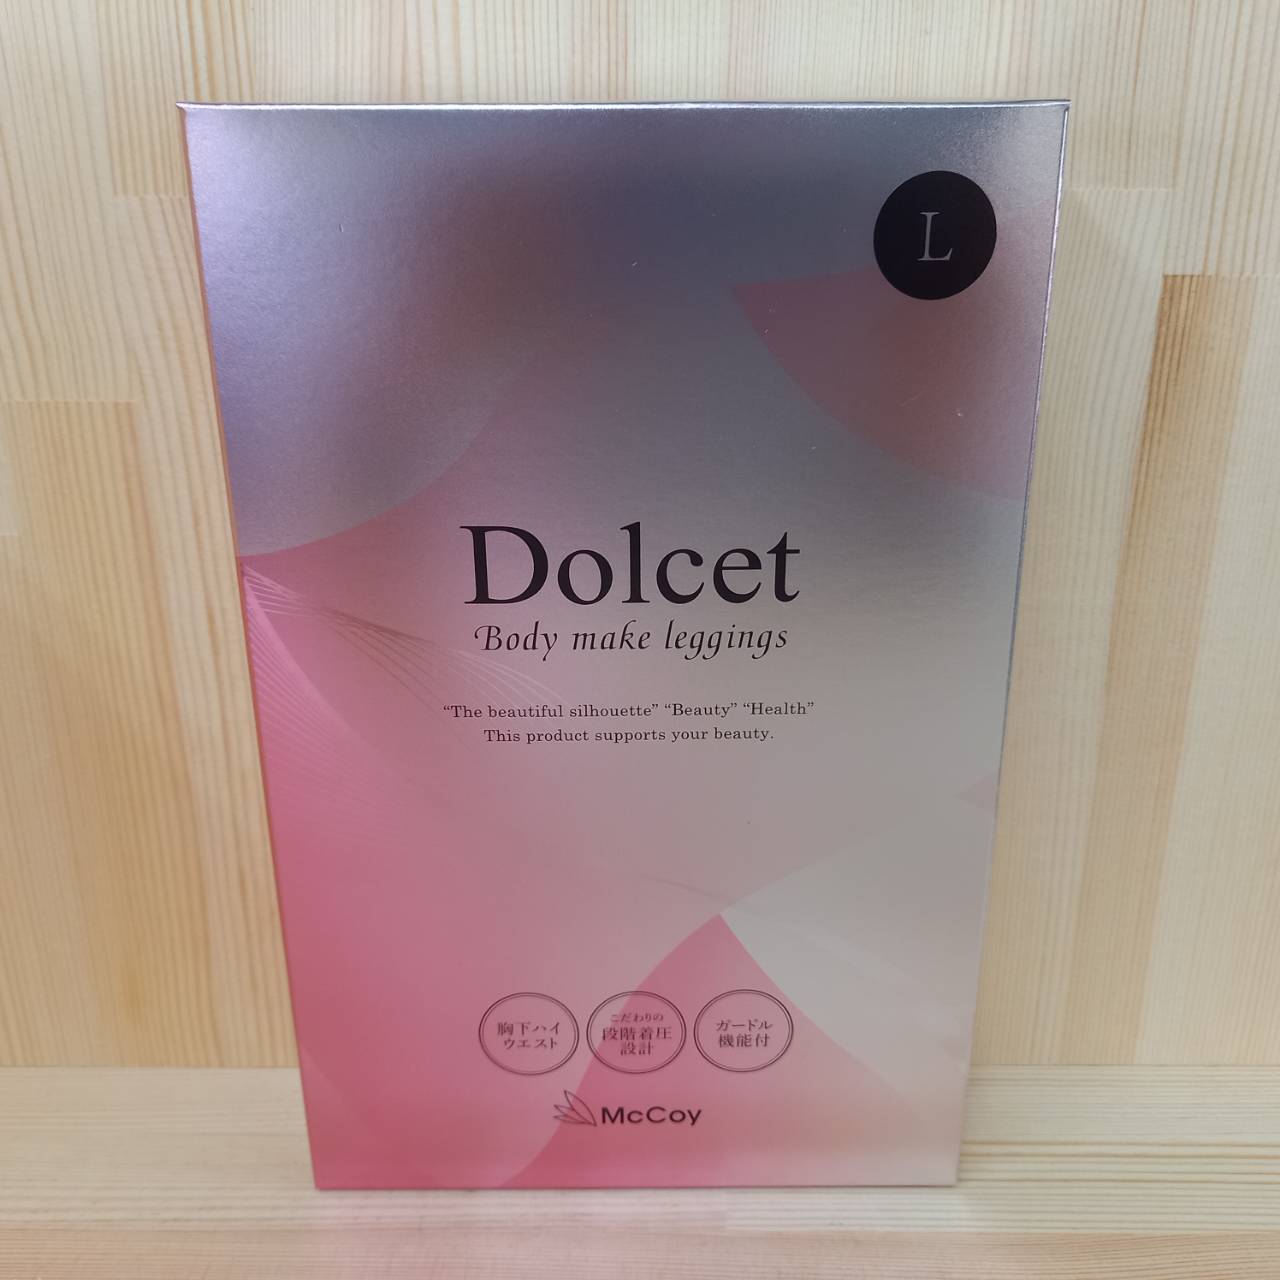 L
Dolcet
Body make leggings
“The beautiful silhouette” “Beauty” “Health”
This product supports your beauty.
胸下ハイ
ウエスト
こだわりの
段階着圧
設計
ガードル
機能付
McCoy